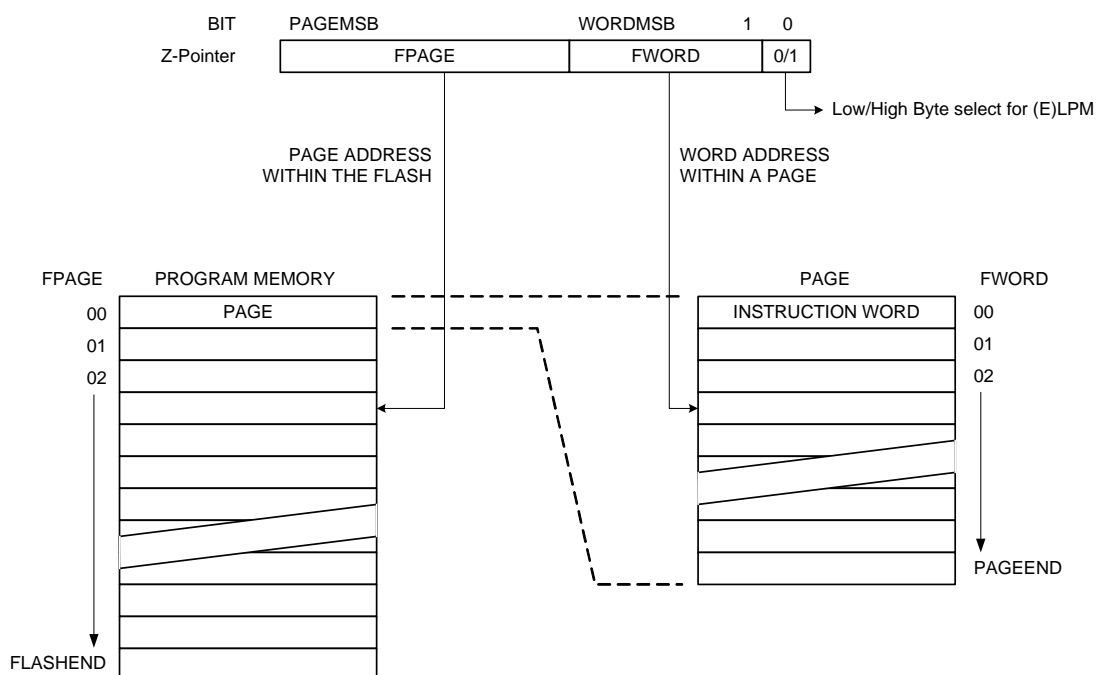 BIT PAGEMSB WORDMSB 1 0
Z-Pointer FPAGE FWORD 0/1
Low/High Byte select for (E)LPM
PAGE ADDRESS
WITHIN THE FLASH
WORD ADDRESS
WITHIN A PAGE
FPAGE PROGRAM MEMORY PAGE FWORD
00 PAGE INSTRUCTION WORD 00
01 01
02 02
PAGEEND
FLASHEND